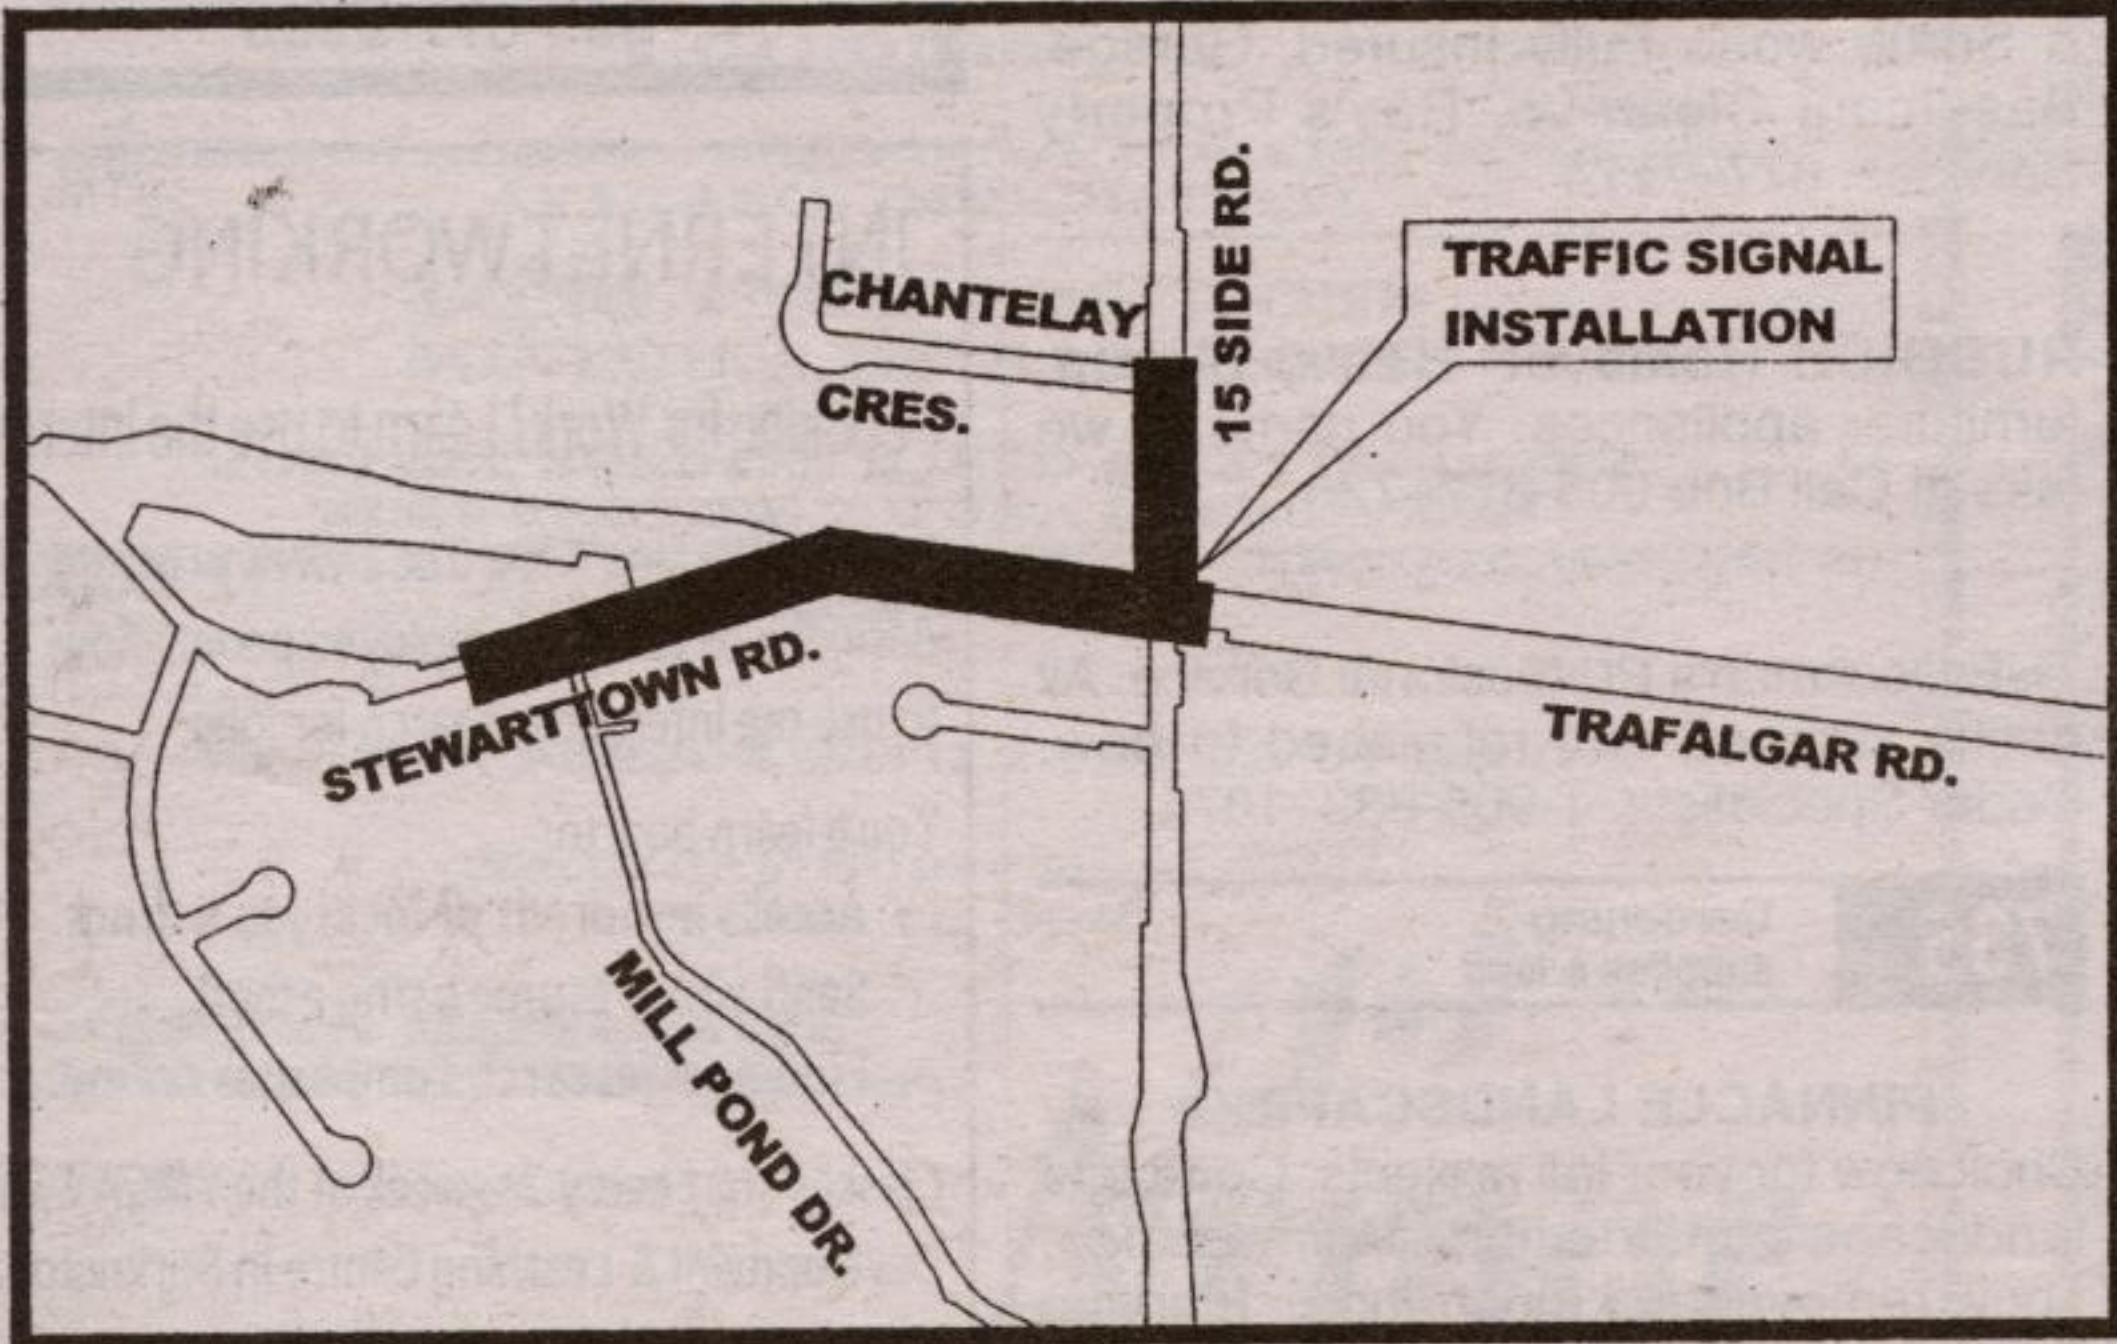 15 SIDE RD.
TRAFFIC SIGNAL
INSTALLATION
CHANTELAY
CRES.
STEWARTTOWN RD.
TRAFALGAR RD.
MILL POND DR.